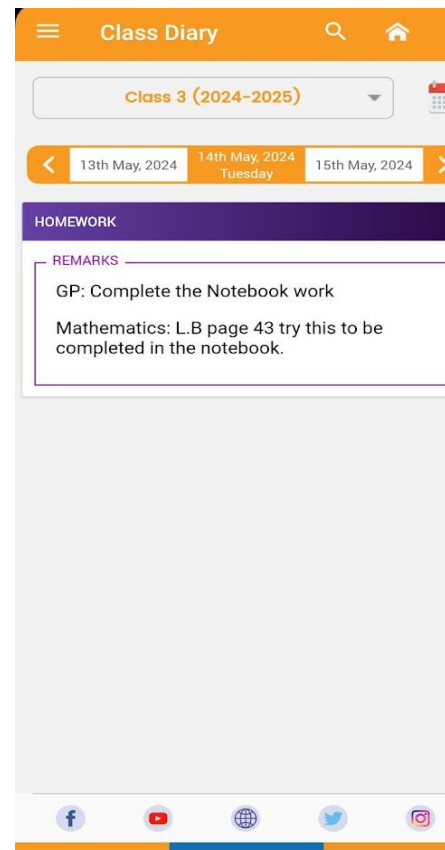 Class Diary
Class 3 (2024-2025)
13th May, 2024
14th May, 2024
Tuesday
15th May, 2024
HOMEWORK
REMARKS
GP: Complete the Notebook work
Mathematics: L.B page 43 try this to be
completed in the notebook.